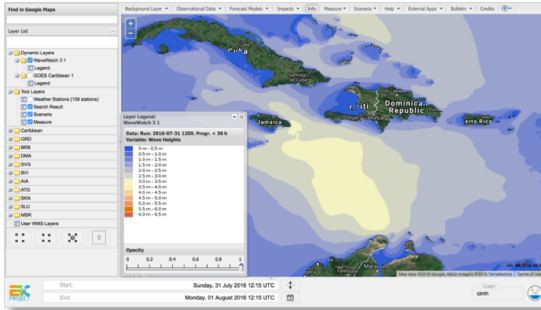 Find in Google Maps
Background Layer
Observational Data
Forecast Models
Impacts
Info
Measure
Scenario
Help
External Apps
Bulletin
Credits
Layer List
Dynamic Layers
WaveWatch 3 1
Legend
GOES Caribbean 1
Legend
Tool Layers
Weather Stations (108 stations)
Search Result
Scenario
Measure
Caribbean
GRD
BRB
DMA
SVG
BVI
AIA
ATG
SKN
SLU
MSR
User WMS Layers
Cuba
Jamaica
Port-au-Prince
Dominican
Republic
erto Rico
Layer Legend:
WaveWatch 3 1
Data: Run: 2016-07-31 1200. Progr. = 36 h
Variable: Wave Heights
0 m - 0.5 m
0.5 m - 1.0 m
1.0 m - 1.5 m
1.5 m - 2.0 m
2.0 m - 2.5 m
2.5 m - 3.0 m
3.0 m - 3.5 m
3.5 m - 4.0 m
4.0 m - 4.5 m
4.5 m - 5.0 m
5.0 m - 5.5 m
5.5 m - 6.0 m
6.0 m - 6.5 m
Opacity
0 0.2 0.4 0.6 0.8 1
Start: Sunday, 31 July 2016 12:15 UTC
End: Monday, 01 August 2016 12:15 UTC
User:
cimh
PROJECT